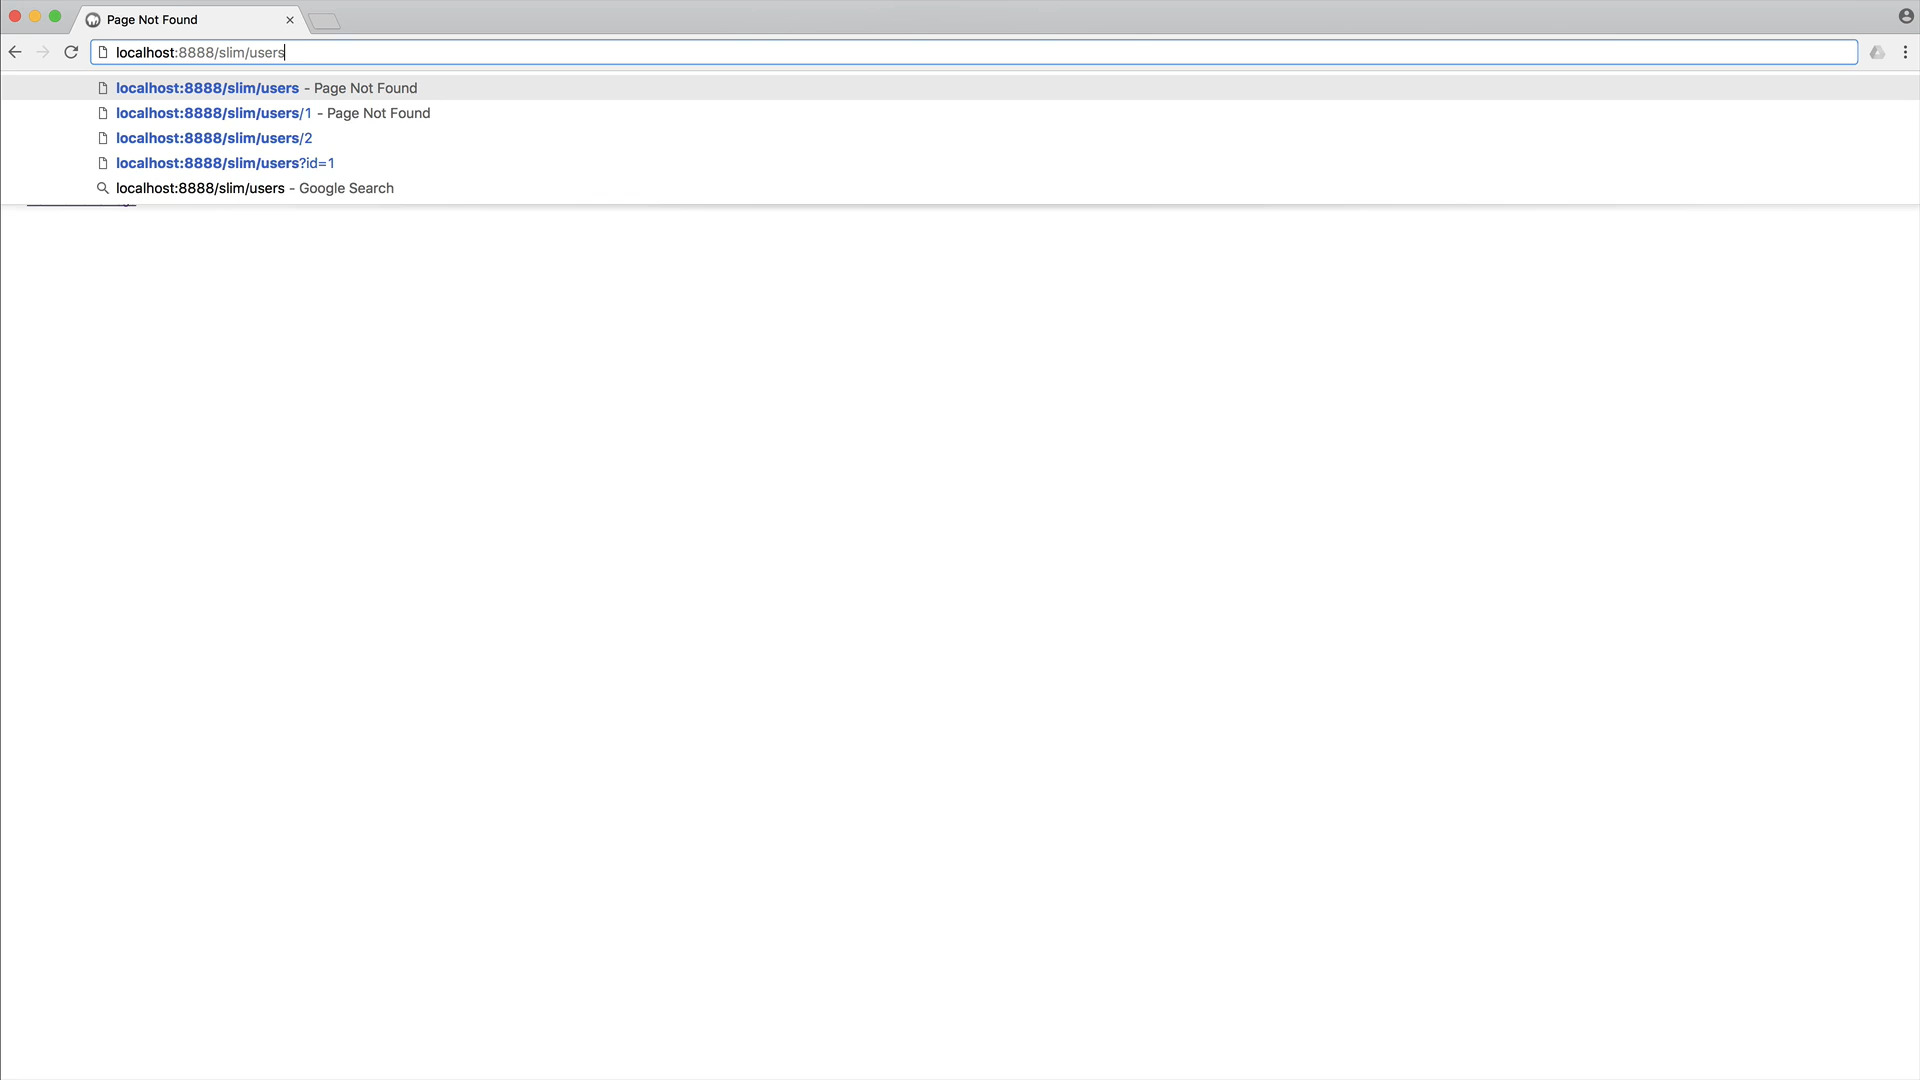 Page Not Found
localhost:8888/slim/users
localhost:8888/slim/users - Page Not Found
localhost:8888/slim/users/1 - Page Not Found
localhost:8888/slim/users/2
localhost:8888/slim/users?id=1
localhost:8888/slim/users - Google Search